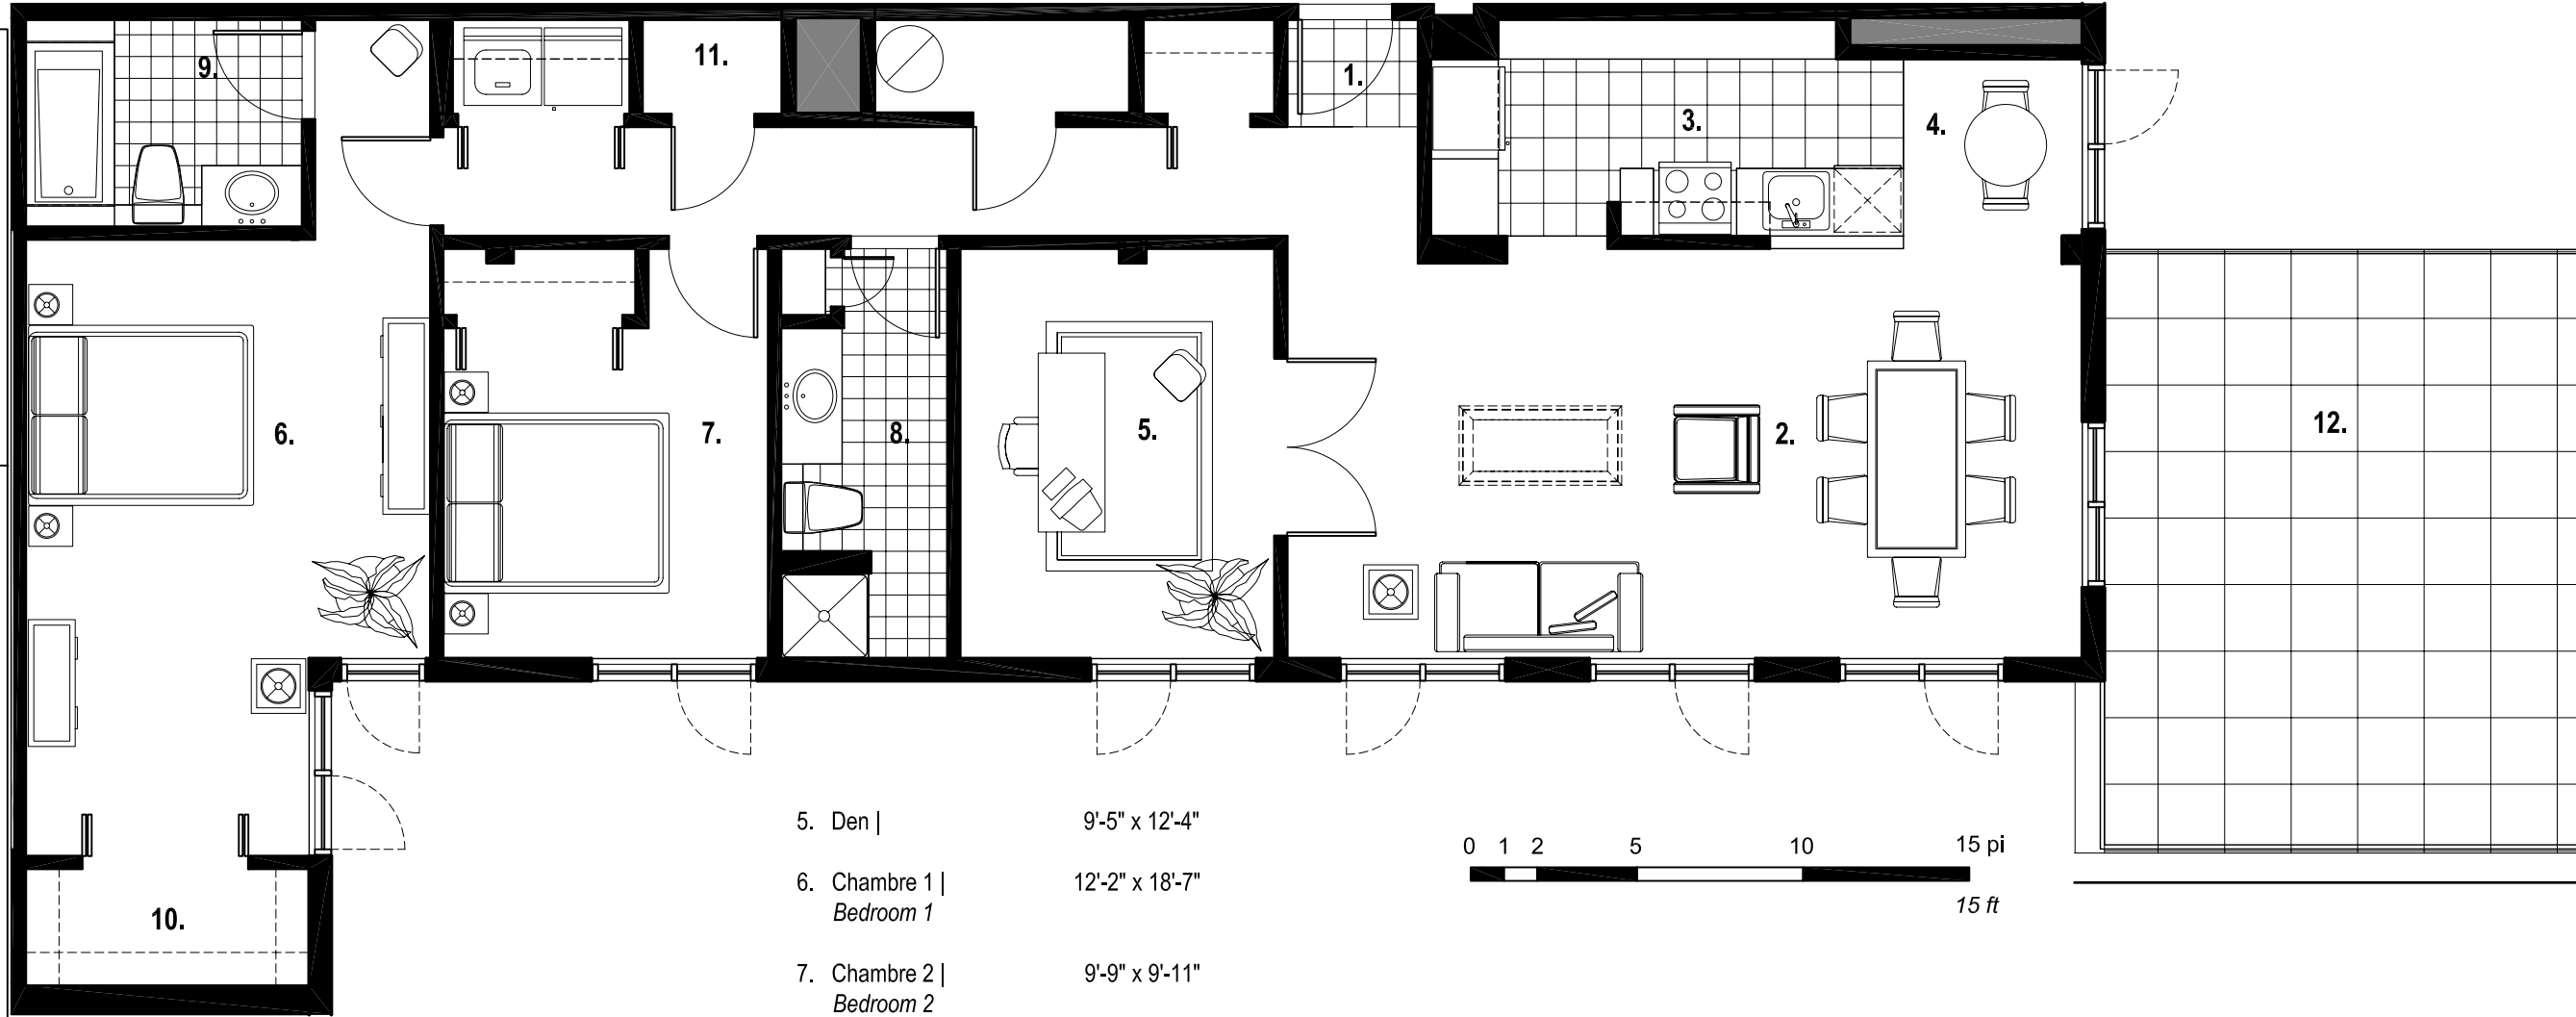 9.
11.
1.
3.
4.
6.
7.
8.
5.
2.
12.
10.
5. Den | 9'-5" x 12'-4"
6. Chambre 1 | 12'-2" x 18'-7"
Bedroom 1
7. Chambre 2 | 9'-9" x 9'-11"
Bedroom 2
0 1 2 5 10 15 pi
15 ft